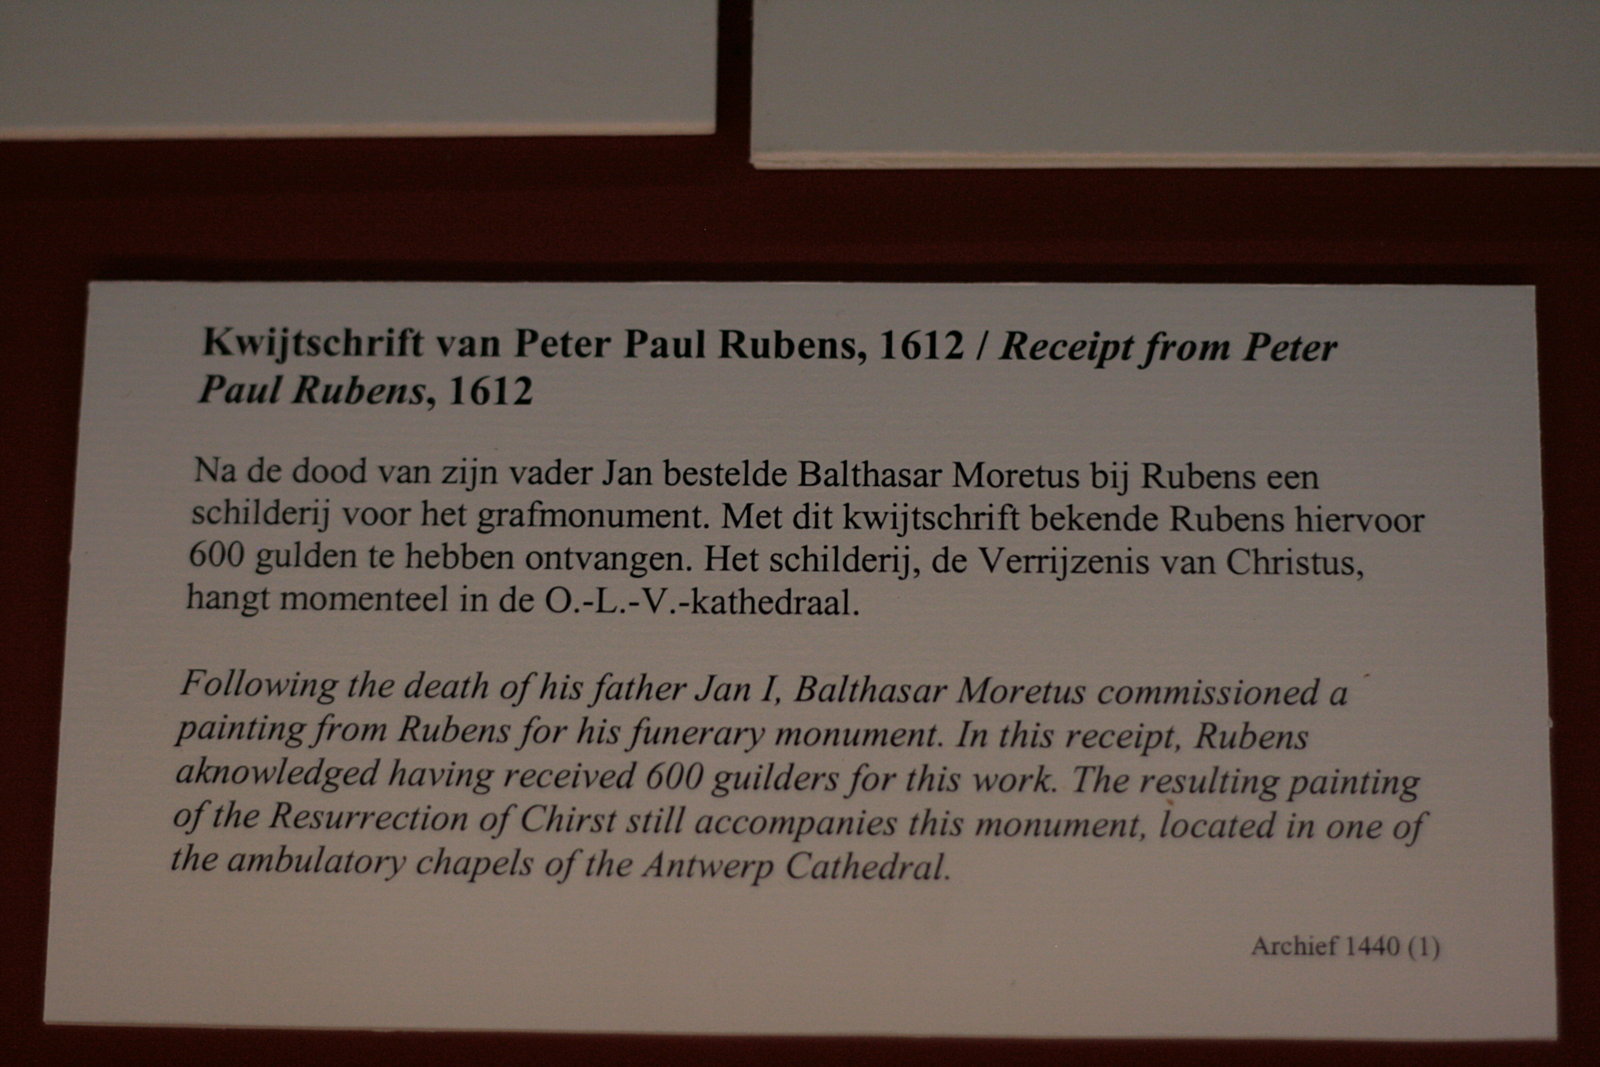 Kwijtschrift van Peter Paul Rubens, 1612 / Receipt from Peter
Paul Rubens, 1612
Na de dood van zijn vader Jan bestelde Balthasar Moretus bij Rubens een
schilderij voor het grafmonument. Met dit kwijtschrift bekende Rubens hiervoor
600 gulden te hebben ontvangen. Het schilderij, de Verrijzenis van Christus,
hangt momenteel in de O.-L.-V.-kathedraal.
Following the death of his father Jan I, Balthasar Moretus commissioned a
painting from Rubens for his funerary monument. In this receipt, Rubens
aknowledged having received 600 guilders for this work. The resulting painting
of the Resurrection of Chirst still accompanies this monument, located in one of
the ambulatory chapels of the Antwerp Cathedral.
Archief 1440 (1)